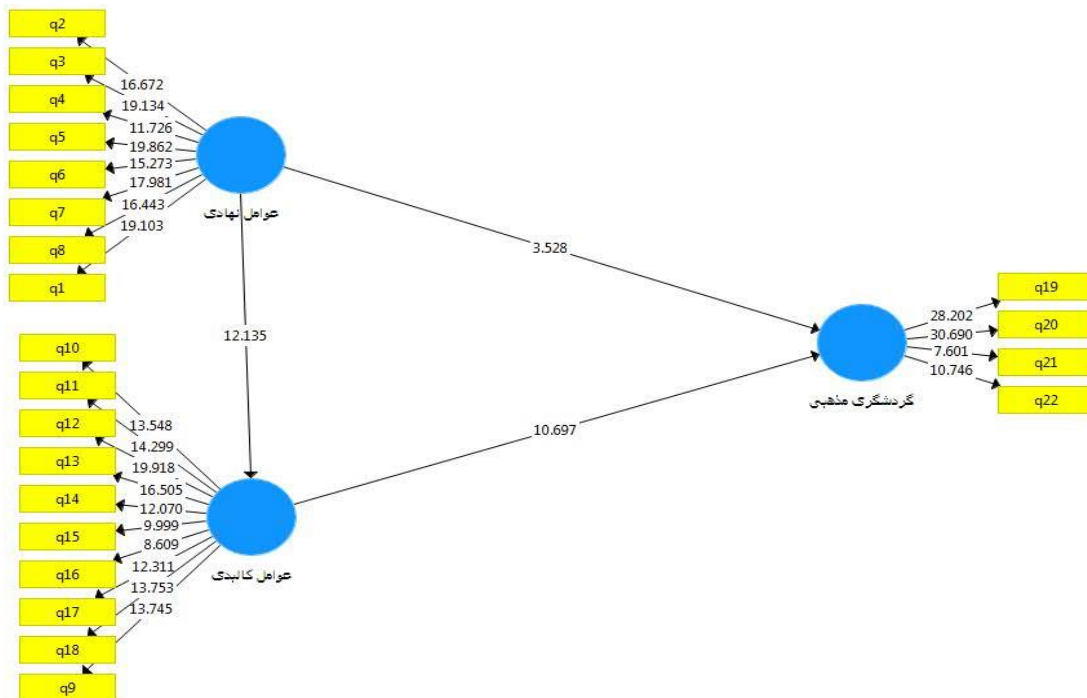 q2
q3
q4
q5
q6
q7
q8
q1
16.672
19.134
11.726
19.862
15.273
17.981
16.443
19.103
عوامل نهادی
3.528
12.135
q19
q20
q21
q22
28.202
30.690
7.601
10.746
گردشگری مذهبی
10.697
q10
q11
q12
q13
q14
q15
q16
q17
q18
q9
13.548
14.299
19.918
16.505
12.070
9.999
8.609
12.311
13.753
13.745
عوامل کالبدی